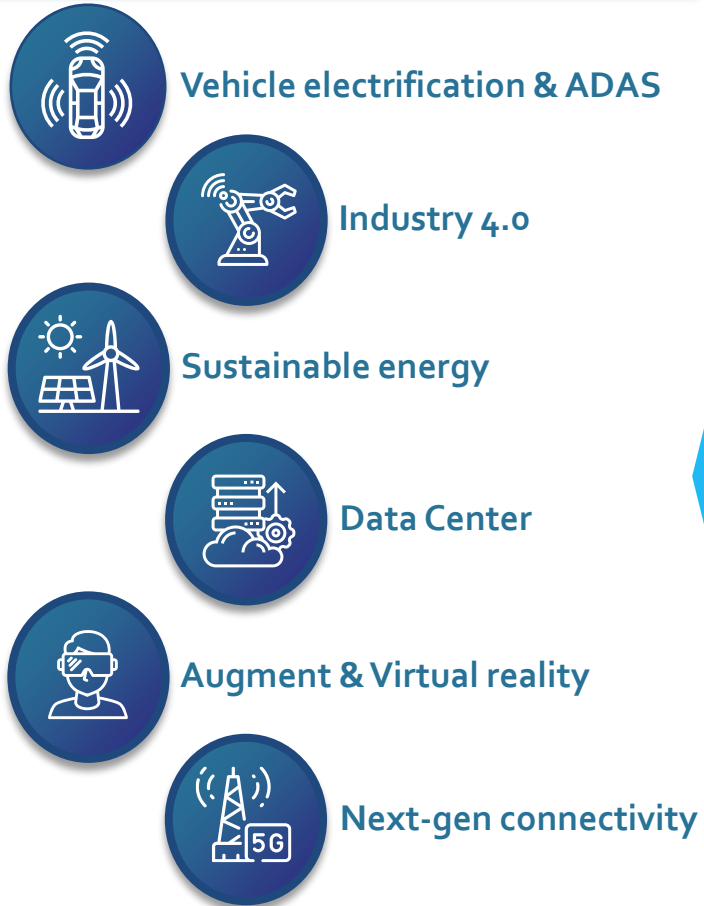 Vehicle electrification & ADAS
Industry 4.0
Sustainable energy
Data Center
Augment & Virtual reality
5G
Next-gen connectivity